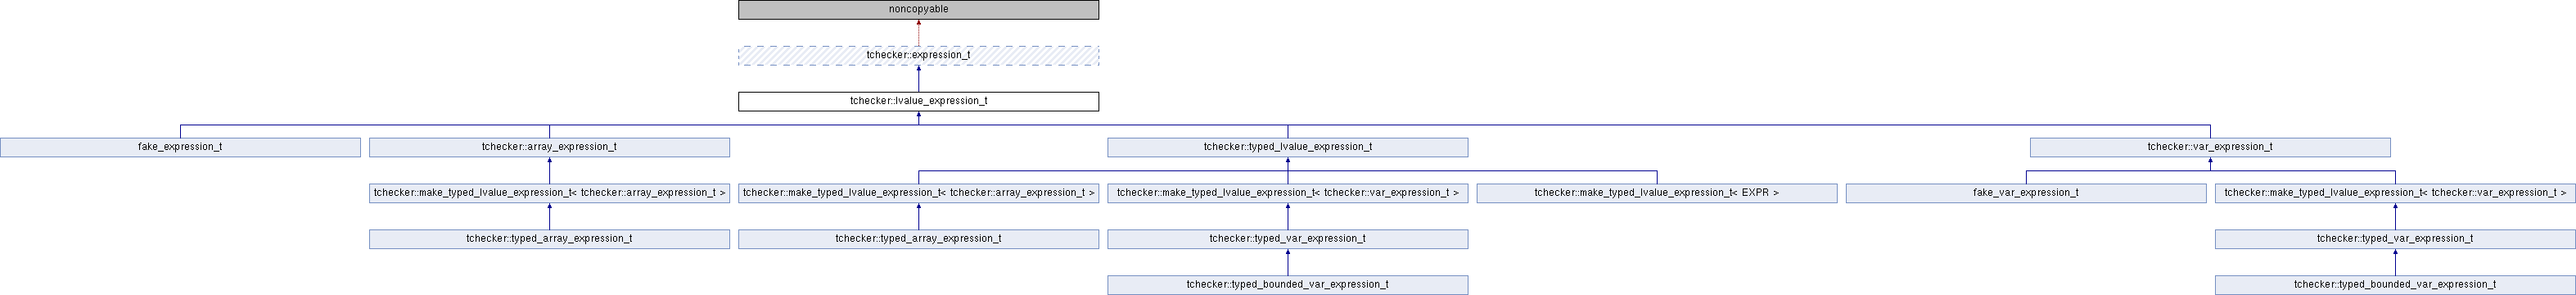 noncopyable
tchecker::expression_t
tchecker::lvalue_expression_t
fake_expression_t
tchecker::array_expression_t
tchecker::typed_lvalue_expression_t
tchecker::var_expression_t
tchecker::make_typed_lvalue_expression_t< tchecker::array_expression_t >
tchecker::make_typed_lvalue_expression_t< tchecker::array_expression_t >
tchecker::make_typed_lvalue_expression_t< tchecker::var_expression_t >
tchecker::make_typed_lvalue_expression_t< EXPR >
fake_var_expression_t
tchecker::make_typed_lvalue_expression_t< tchecker::var_expression_t >
tchecker::typed_array_expression_t
tchecker::typed_array_expression_t
tchecker::typed_var_expression_t
tchecker::typed_var_expression_t
tchecker::typed_bounded_var_expression_t
tchecker::typed_bounded_var_expression_t